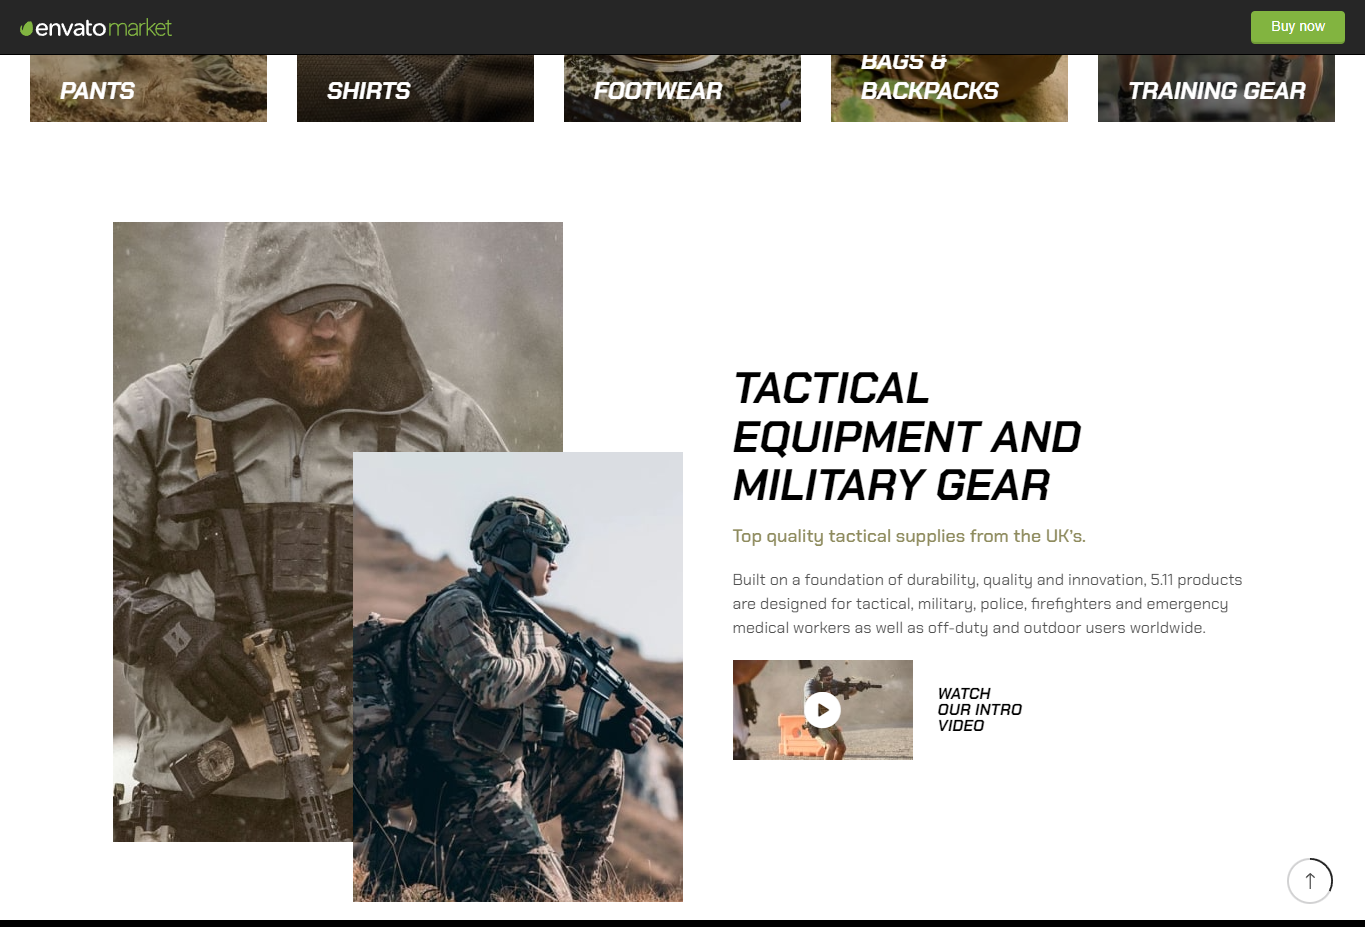 envato market
Buy now
PANTS
SHIRTS
FOOTWEAR
BAGS &
BACKPACKS
TRAINING GEAR
TACTICAL
EQUIPMENT AND
MILITARY GEAR
Top quality tactical supplies from the UK's.
Built on a foundation of durability, quality and innovation, 5.11 products
are designed for tactical, military, police, firefighters and emergency
medical workers as well as off-duty and outdoor users worldwide.
WATCH
OUR INTRO
VIDEO